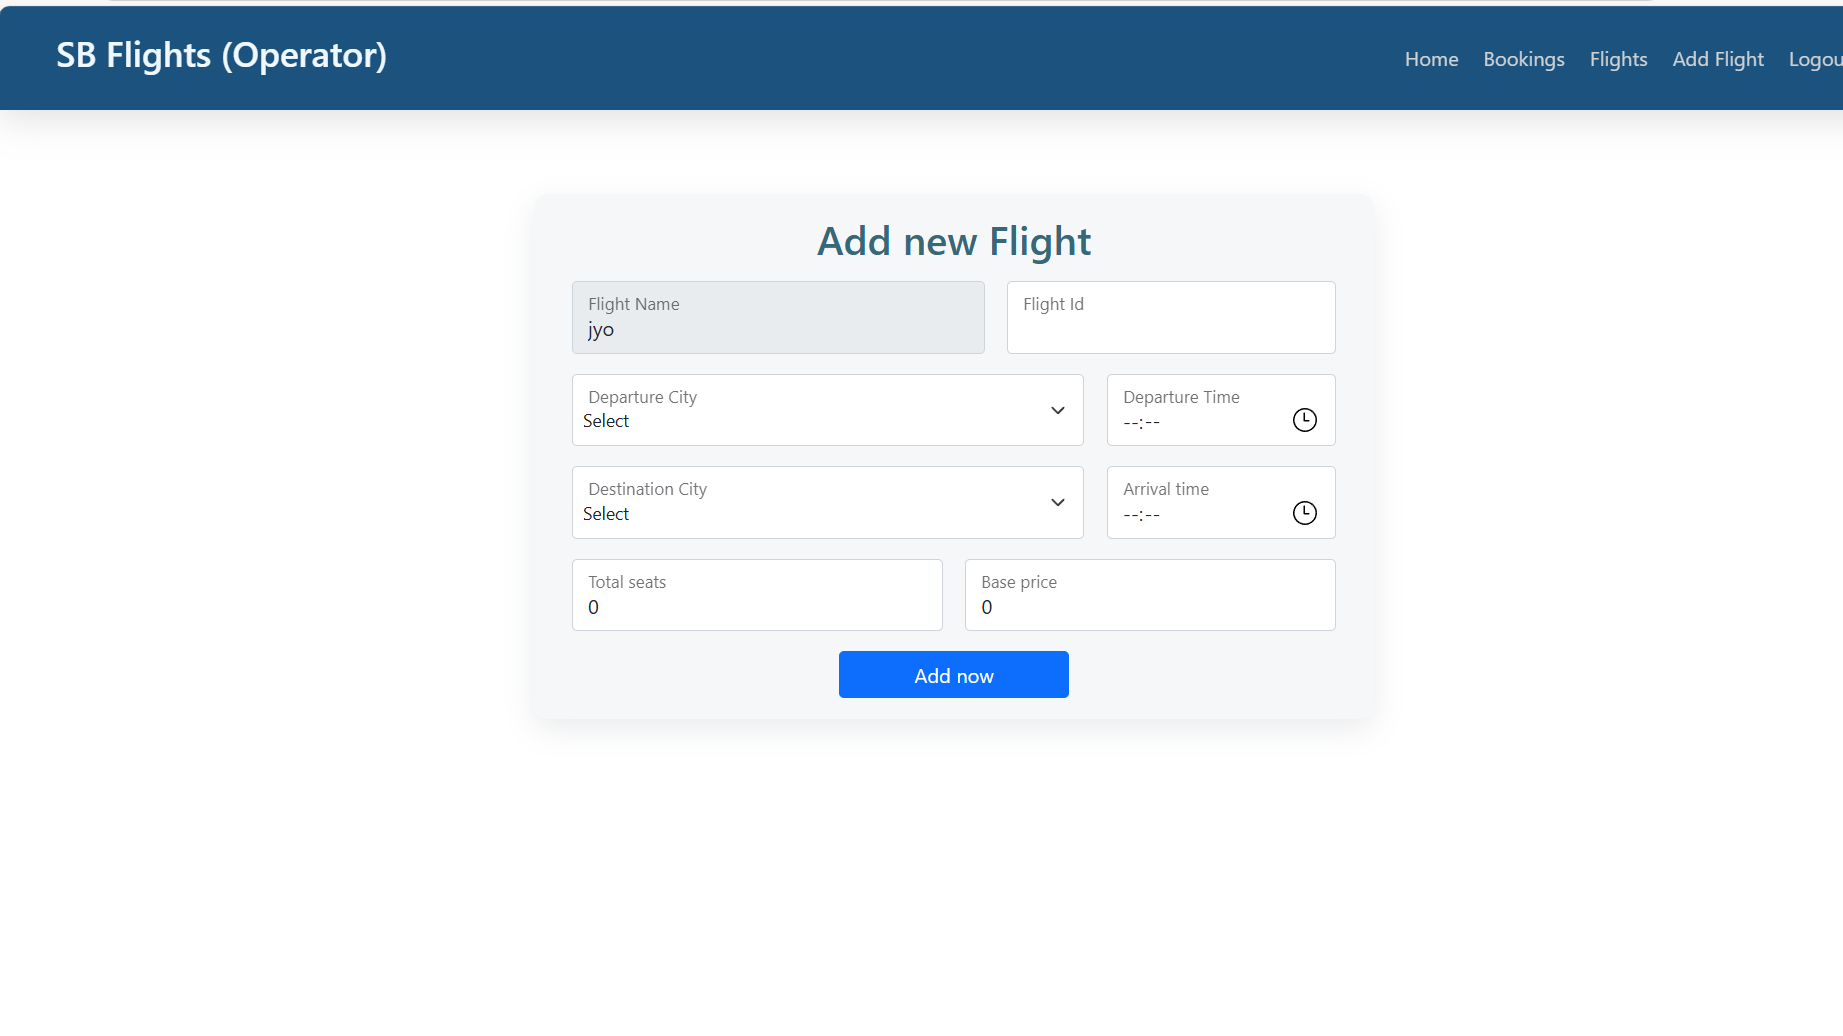 SB Flights (Operator)
Home Bookings Flights Add Flight Logou
Add new Flight
Flight Name
jyo
Flight Id
Departure City
Select
Departure Time
--:--
Destination City
Select
Arrival time
--:--
Total seats
0
Base price
0
Add now